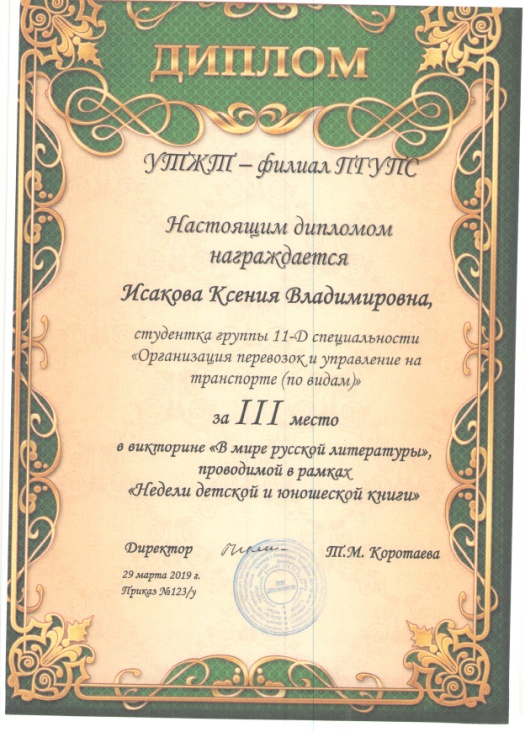 ДИПЛОМ
УТЖТ – филиал ПГУПС
Настоящим дипломом
награждается
Исакова Ксения Владимировна,
студентка группы 11-D специальности
«Организация перевозок и управление на
транспорте (по видам)»
за III место
в викторине «В мире русской литературы»,
проводимой в рамках
«Недели детской и юношеской книги»
Директор Т.М. Коротаева
29 марта 2019 г.
Приказ №123/у